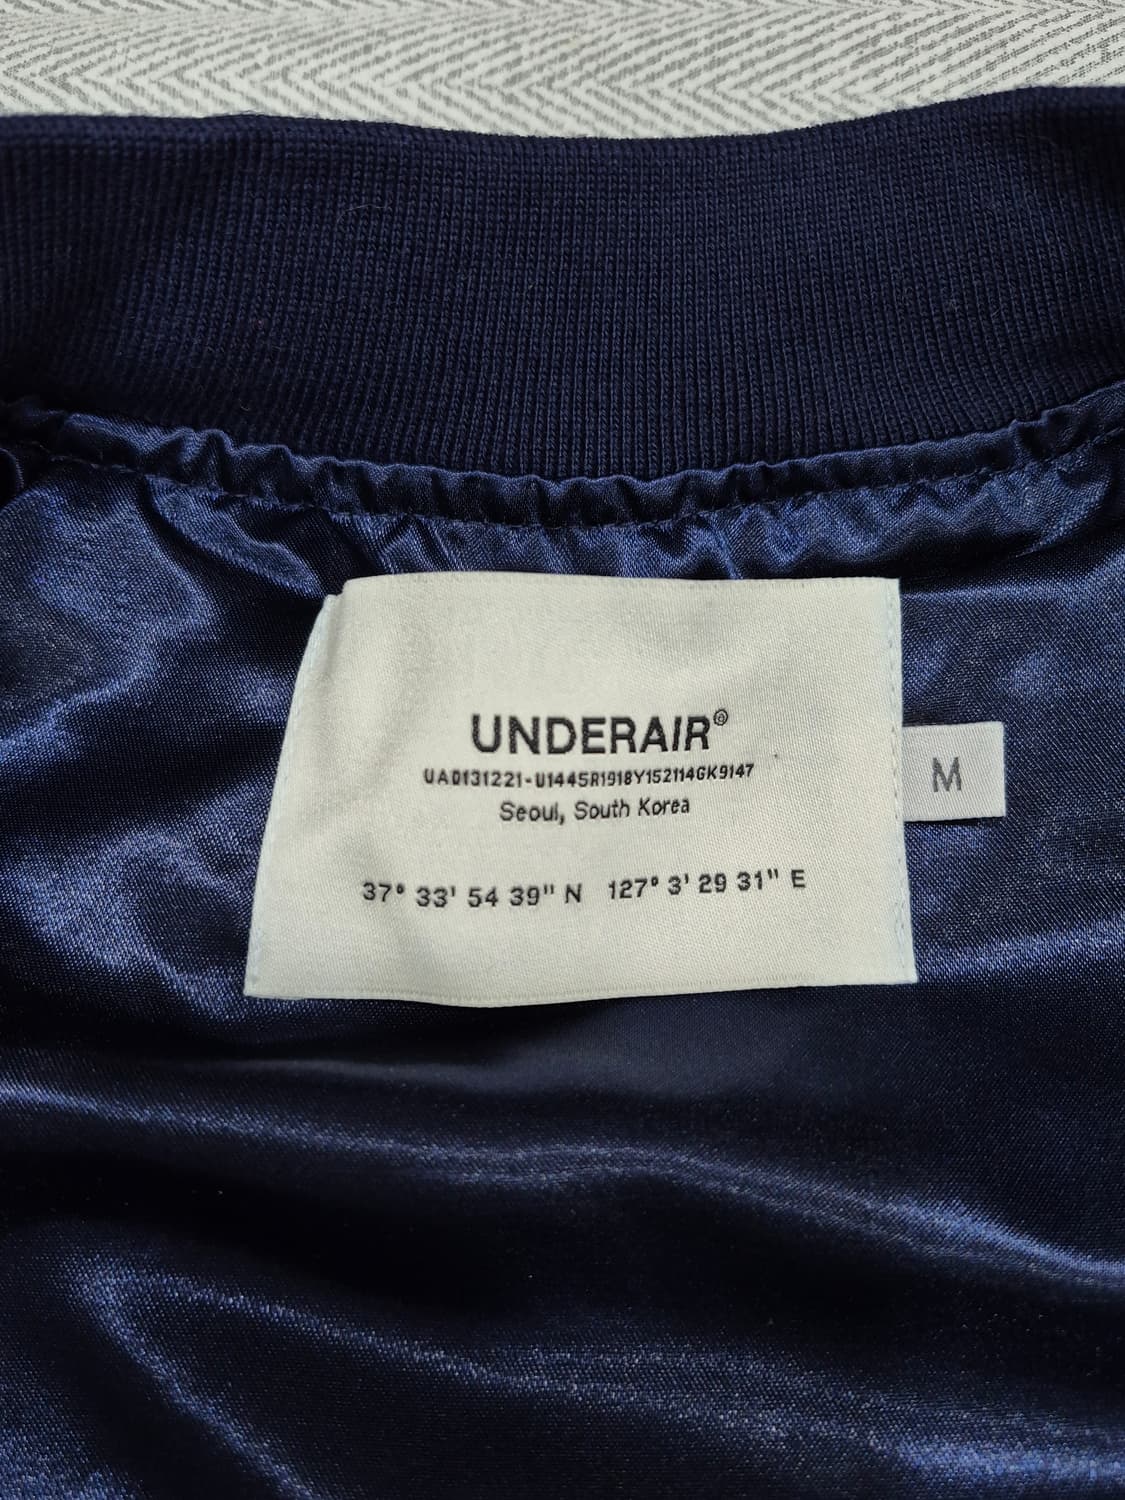 UNDERAIR®
UA0131221-U1445R1918Y152114GK9147
Seoul, South Korea
37° 33' 54 39" N 127° 3' 29 31" E
M